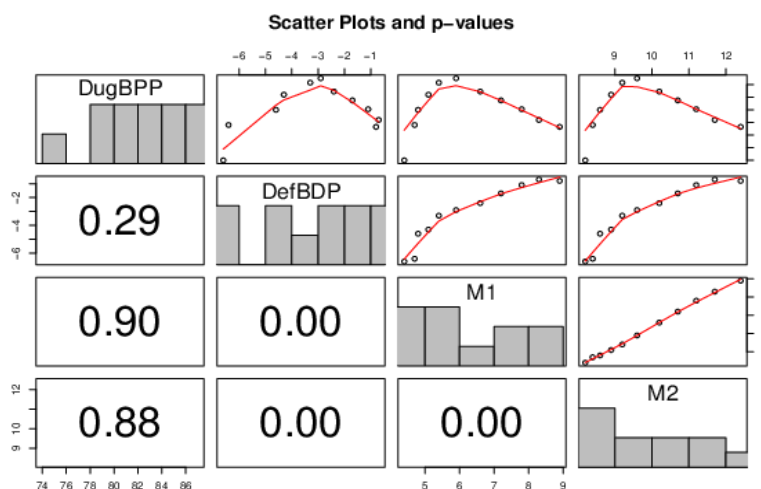 Scatter Plots and p−values
−6 −5 −4 −3 −2 −1
9 10 11 12
DugBPP
DefBDP
−2
−6
0.29
M1
0.90
0.00
M2
12
10
9
0.88
0.00
0.00
74 76 78 80 82 84 86
5 6 7 8 9